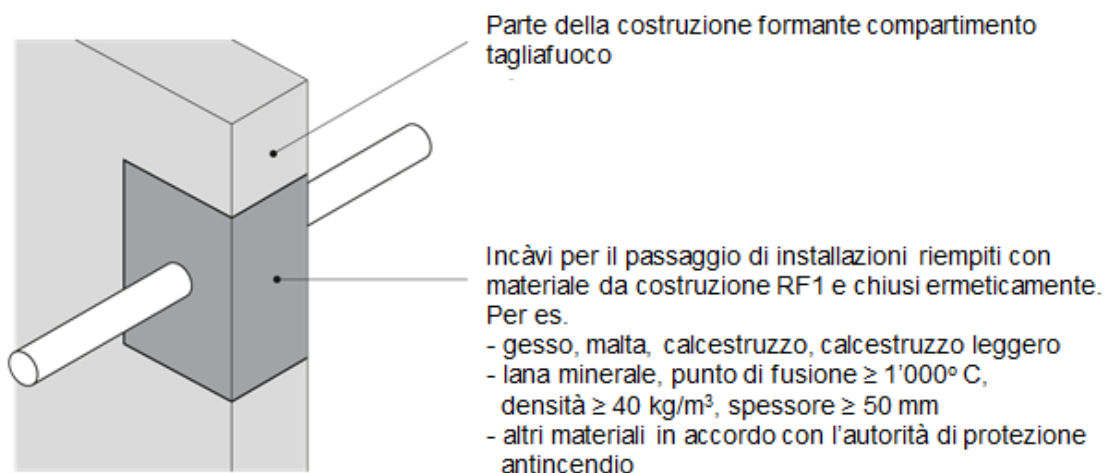 Parte della costruzione formante compartimento
tagliafuoco
Incàvi per il passaggio di installazioni riempiti con
materiale da costruzione RF1 e chiusi ermeticamente.
Per es.
- gesso, malta, calcestruzzo, calcestruzzo leggero
- lana minerale, punto di fusione ≥ 1'000º C,
densità ≥ 40 kg/m³, spessore ≥ 50 mm
- altri materiali in accordo con l'autorità di protezione
antincendio